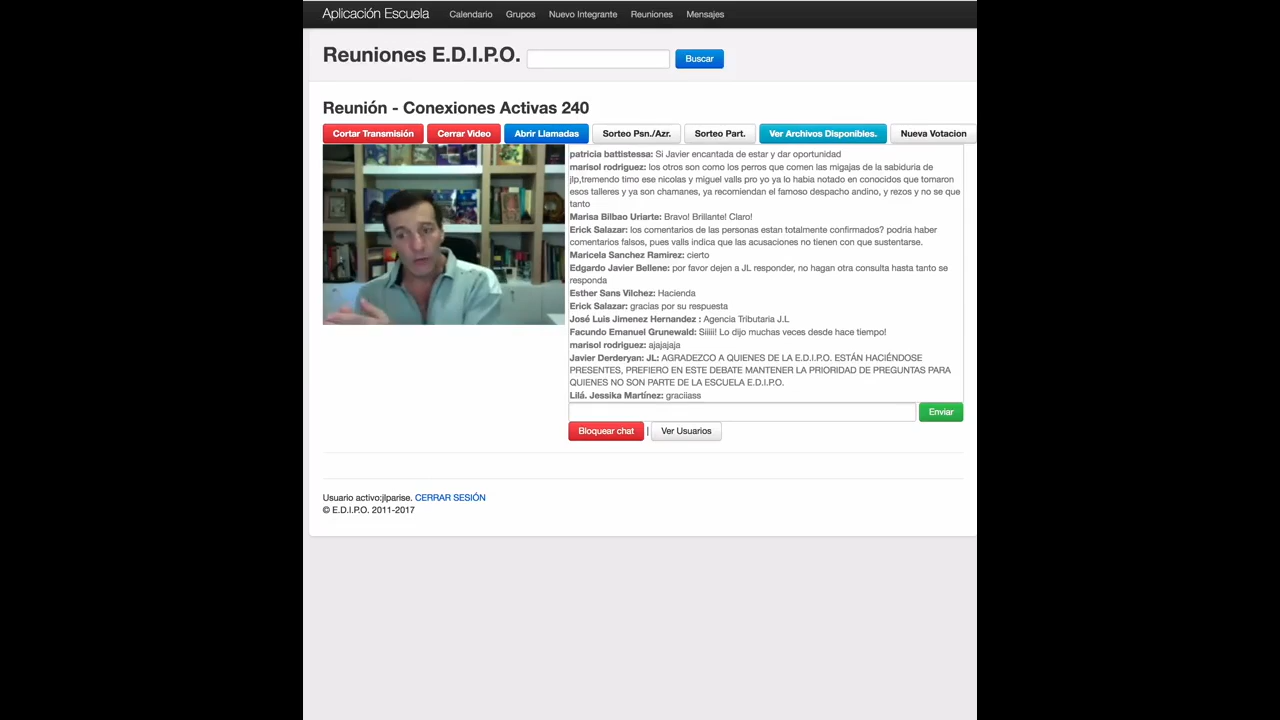 Aplicación Escuela Calendario Grupos Nuevo Integrante Reuniones Mensajes
Reuniones E.D.I.P.O. Buscar
Reunión - Conexiones Activas 240
Cortar Transmisión Cerrar Video Abrir Llamadas Sorteo Psn./Azr. Sorteo Part. Ver Archivos Disponibles. Nueva Votacion
patricia battistessa: Si Javier encantada de estar y dar oportunidad
marisol rodriguez: los otros son como los perros que comen las migajas de la sabiduria de
jlp,tremendo timo ese nicolas y miguel valls pro yo ya lo habia notado en conocidos que tomaron
esos talleres y ya son chamanes, ya recomiendan el famoso despacho andino, y rezos y no se que
tanto
Marisa Bilbao Uriarte: Bravo! Brillante! Claro!
Erick Salazar: los comentarios de las personas estan totalmente confirmados? podria haber
comentarios falsos, pues valls indica que las acusaciones no tienen con que sustentarse.
Maricela Sanchez Ramirez: cierto
Edgardo Javier Bellene: por favor dejen a JL responder, no hagan otra consulta hasta tanto se
responda
Esther Sans Vilchez: Hacienda
Erick Salazar: gracias por su respuesta
José Luis Jimenez Hernandez : Agencia Tributaria J.L
Facundo Emanuel Grunewald: Siiiii! Lo dijo muchas veces desde hace tiempo!
marisol rodriguez: ajajajaja
Javier Derderyan: JL: AGRADEZCO A QUIENES DE LA E.D.I.P.O. ESTÁN HACIÉNDOSE
PRESENTES, PREFIERO EN ESTE DEBATE MANTENER LA PRIORIDAD DE PREGUNTAS PARA
QUIENES NO SON PARTE DE LA ESCUELA E.D.I.P.O.
Lilá. Jessika Martínez: graciiass
Enviar
Bloquear chat | Ver Usuarios
Usuario activo:jlparise. CERRAR SESIÓN
© E.D.I.P.O. 2011-2017